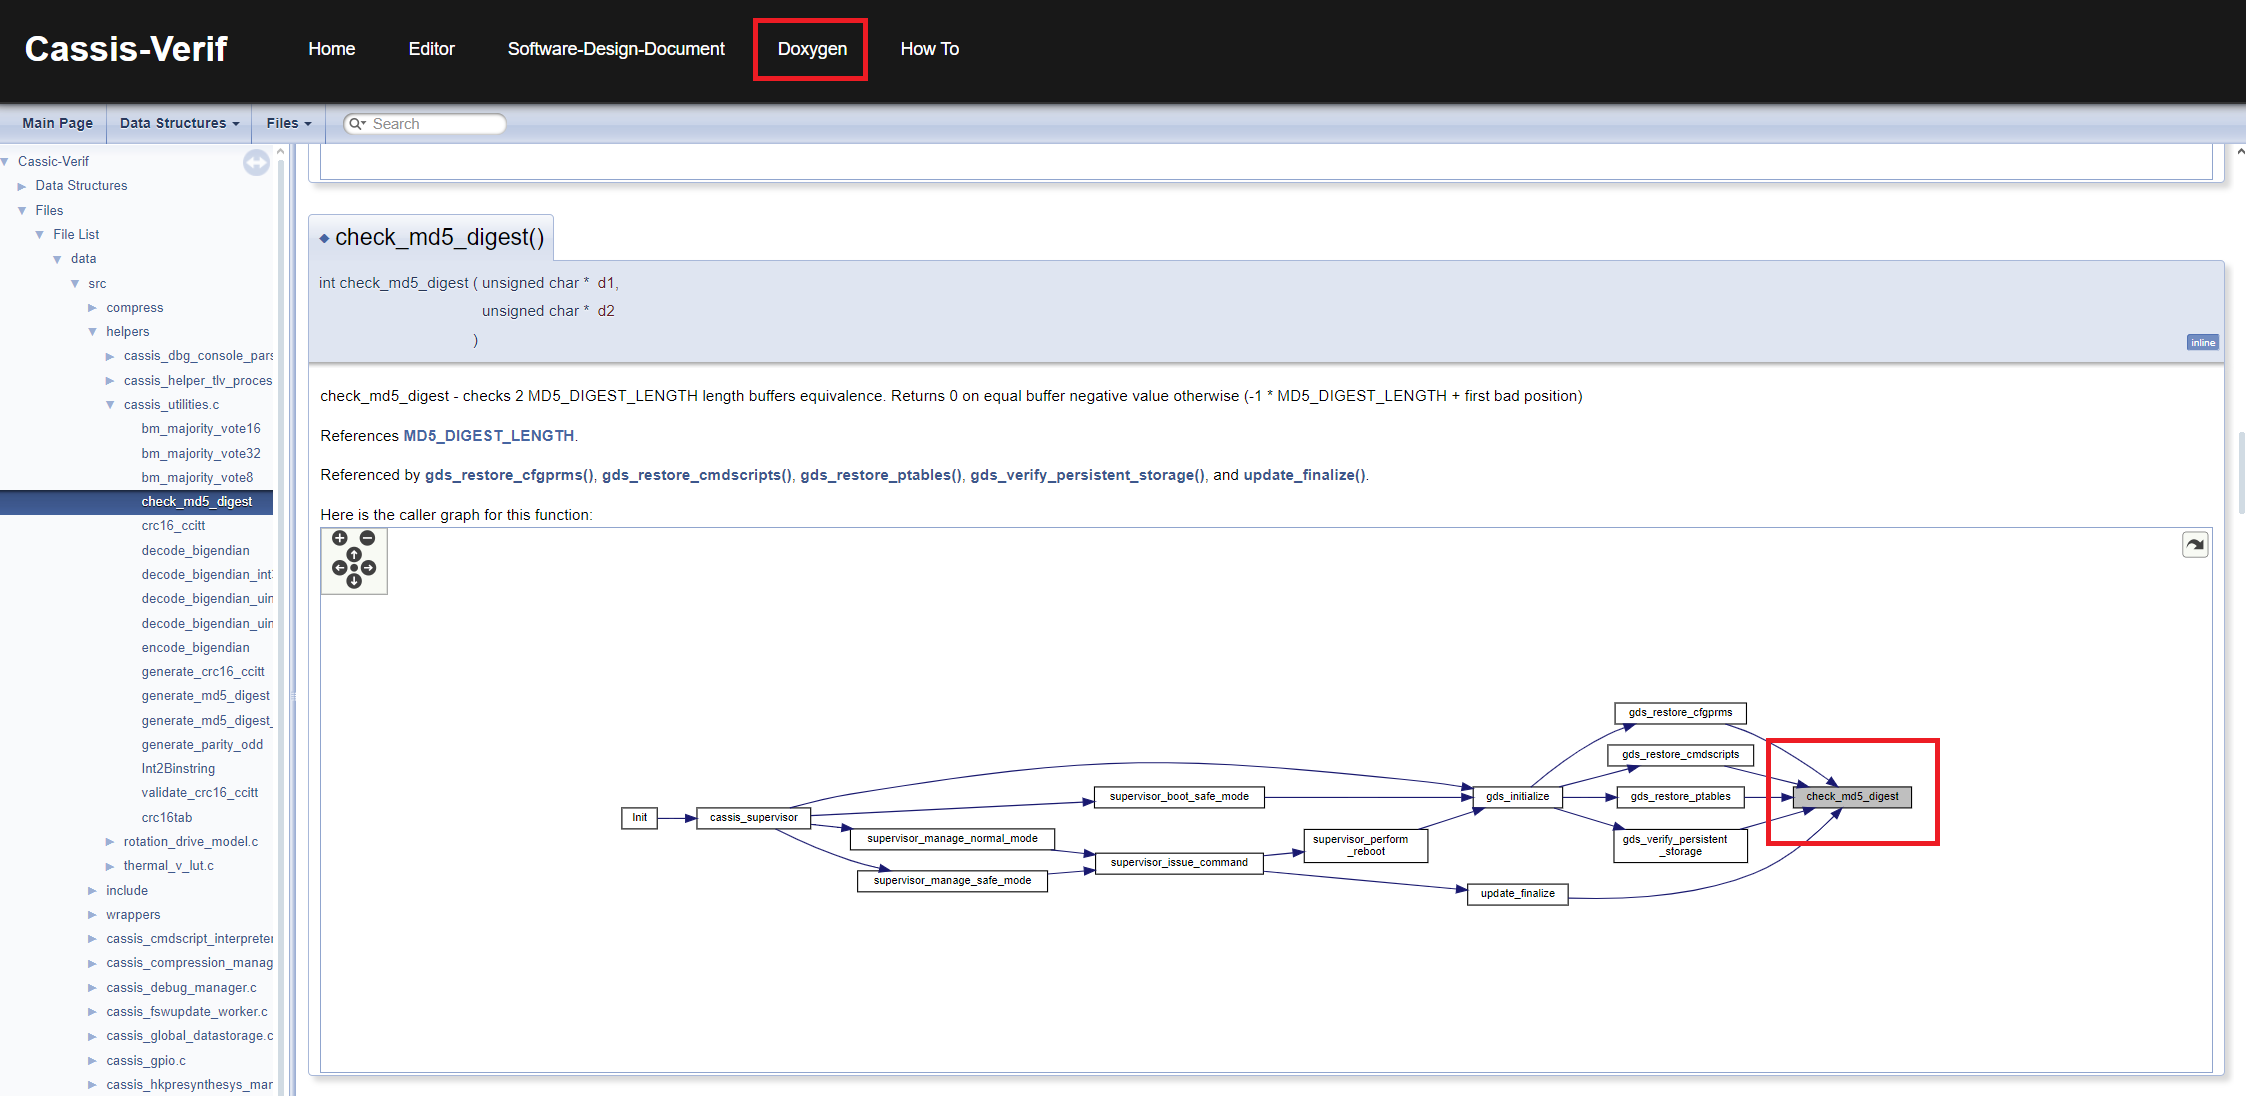 Cassis-Verif
Home Editor Software-Design-Document Doxygen How To
Main Page Data Structures Files Search
Cassic-Verif
Data Structures
Files
File List
data
src
compress
helpers
cassis_dbg_console_pars
cassis_helper_tlv_proces
cassis_utilities.c
bm_majority_vote16
bm_majority_vote32
bm_majority_vote8
check_md5_digest
crc16_ccitt
decode_bigendian
decode_bigendian_int
decode_bigendian_uin
decode_bigendian_uin
encode_bigendian
generate_crc16_ccitt
generate_md5_digest
generate_md5_digest_
generate_parity_odd
Int2Binstring
validate_crc16_ccitt
crc16tab
rotation_drive_model.c
thermal_v_lut.c
include
wrappers
cassis_cmdscript_interpreter
cassis_compression_manag
cassis_debug_manager.c
cassis_fswupdate_worker.c
cassis_global_datastorage.c
cassis_gpio.c
cassis_hkpresynthesys_mar
check_md5_digest()
int check_md5_digest ( unsigned char * d1,
unsigned char * d2
)
inline
check_md5_digest - checks 2 MD5_DIGEST_LENGTH length buffers equivalence. Returns 0 on equal buffer negative value otherwise (-1 * MD5_DIGEST_LENGTH + first bad position)
References MD5_DIGEST_LENGTH.
Referenced by gds_restore_cfgprms(), gds_restore_cmdscripts(), gds_restore_ptables(), gds_verify_persistent_storage(), and update_finalize().
Here is the caller graph for this function:
gds_restore_cfgprms
gds_restore_cmdscripts
supervisor_boot_safe_mode gds_initialize gds_restore_ptables check_md5_digest
Init cassis_supervisor
supervisor_manage_normal_mode
supervisor_perform
_reboot
gds_verify_persistent
_storage
supervisor_issue_command
supervisor_manage_safe_mode
update_finalize